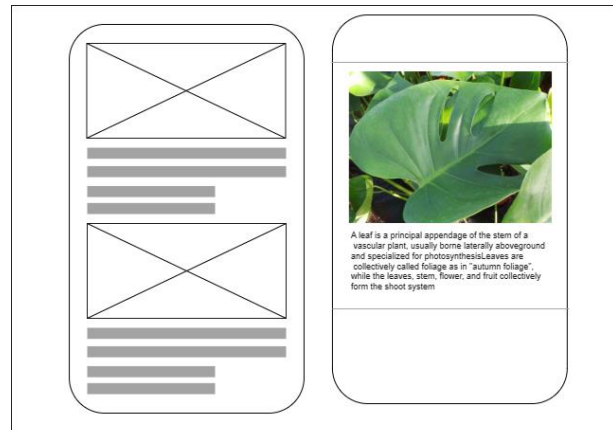 A leaf is a principal appendage of the stem of a
vascular plant, usually borne laterally aboveground
and specialized for photosynthesisLeaves are
collectively called foliage as in "autumn foliage",
while the leaves, stem, flower, and fruit collectively
form the shoot system